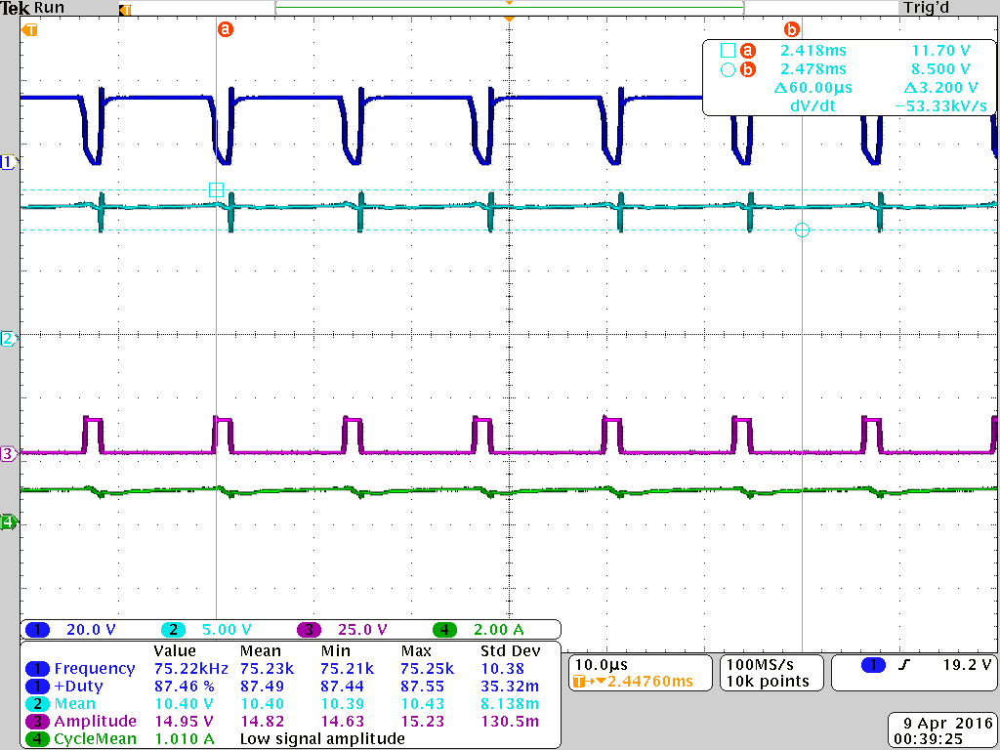 Tek Run Trig'd
T
T
a b
a 2.418ms 11.70 V
b 2.478ms 8.500 V
Δ60.00µs Δ3.200 V
dV/dt −53.33kV/s
1
2
3
4
1 20.0 V 2 5.00 V 3 25.0 V 4 2.00 A
Value Mean Min Max Std Dev
1 Frequency 75.22kHz 75.23k 75.21k 75.25k 10.38
1 +Duty 87.46 % 87.49 87.44 87.55 35.32m
2 Mean 10.40 V 10.40 10.39 10.43 8.138m
3 Amplitude 14.95 V 14.82 14.63 15.23 130.5m
4 CycleMean 1.010 A Low signal amplitude
10.0µs
T→▼2.44760ms
100MS/s
10k points
1 19.2 V
9 Apr 2016
00:39:25